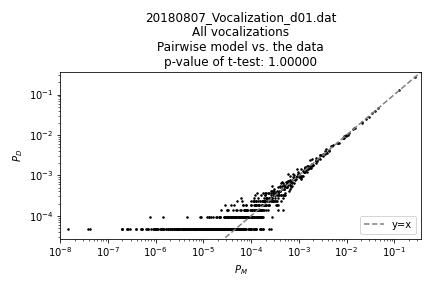 20180807_Vocalization_d01.dat
All vocalizations
Pairwise model vs. the data
p-value of t-test: 1.00000
10⁻¹
10⁻²
10⁻³
10⁻⁴
P_D
10⁻⁸ 10⁻⁷ 10⁻⁶ 10⁻⁵ 10⁻⁴ 10⁻³ 10⁻² 10⁻¹
P_M
y=x